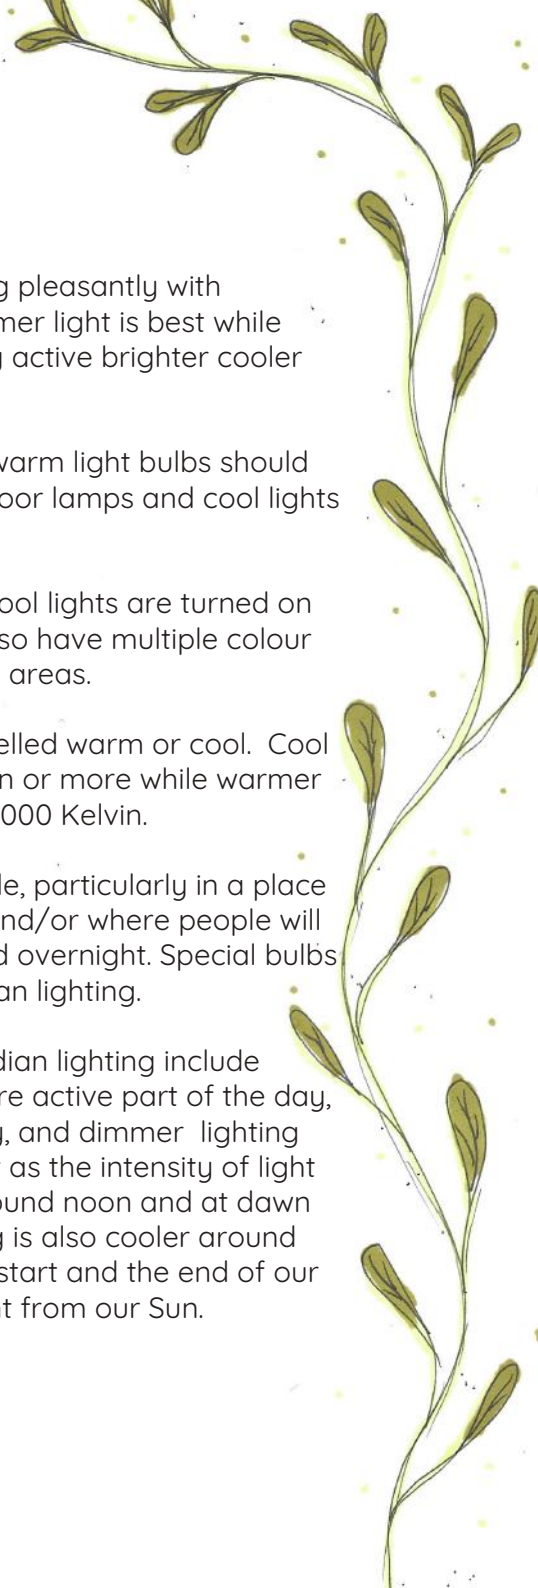 g pleasantly with
mer light is best while
g active brighter cooler
warm light bulbs should
oor lamps and cool lights
ool lights are turned on
so have multiple colour
areas.
elled warm or cool.  Cool
n or more while warmer
000 Kelvin.
le, particularly in a place
nd/or where people will
d overnight. Special bulbs
an lighting.
dian lighting include
re active part of the day,
y, and dimmer  lighting
r as the intensity of light
ound noon and at dawn
g is also cooler around
start and the end of our
nt from our Sun.